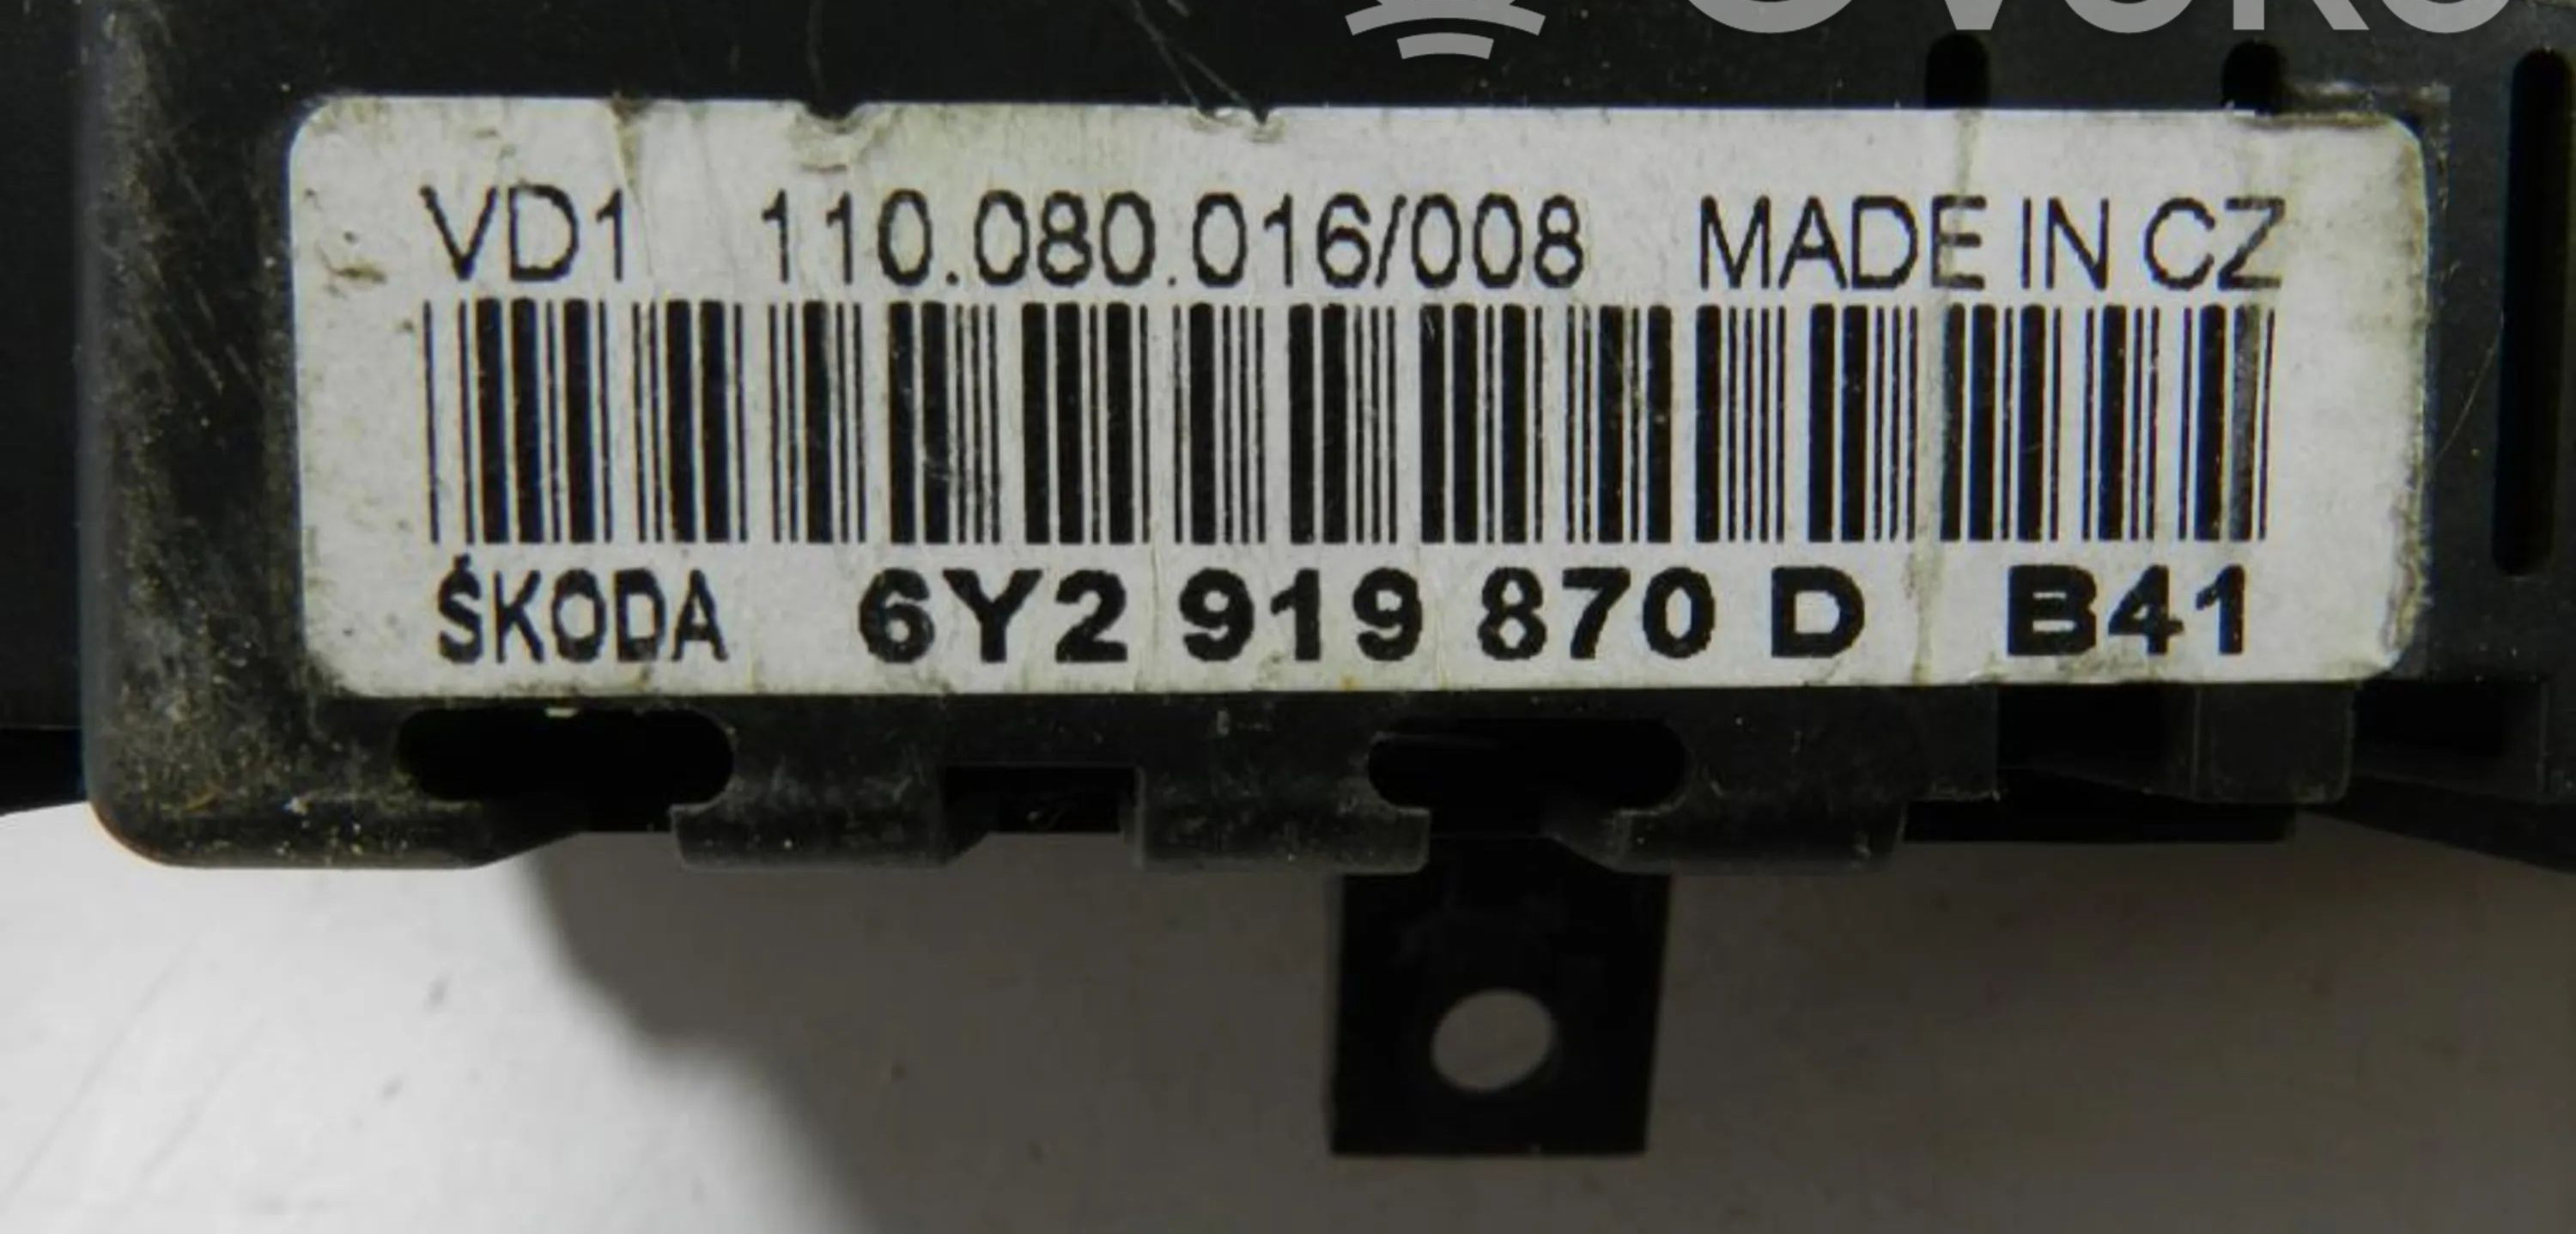 VD1 110.080.016/008 MADE IN CZ
ŠKODA 6Y2 919 870 D B41